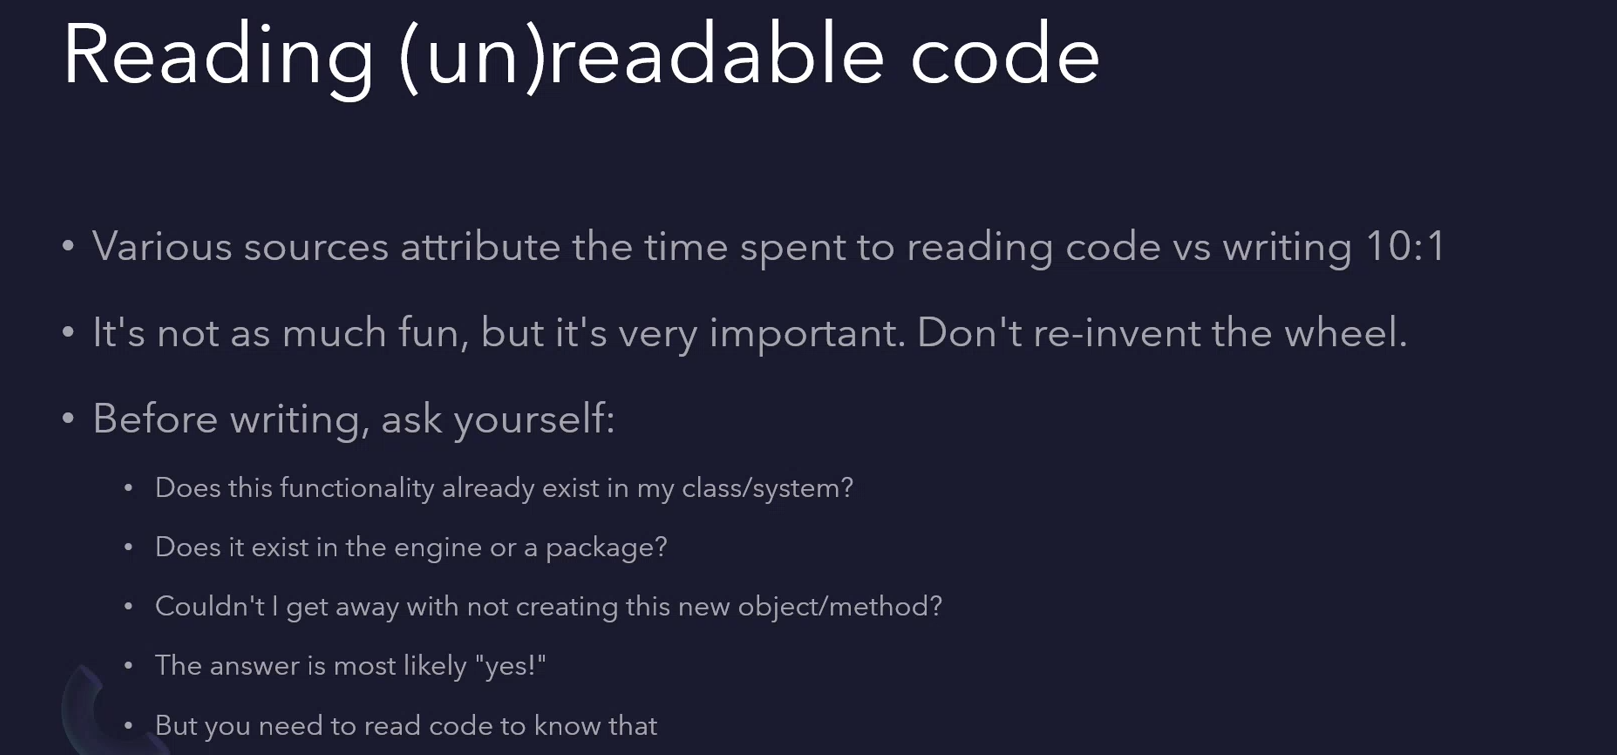 Reading (un)readable code
• Various sources attribute the time spent to reading code vs writing 10:1
• It's not as much fun, but it's very important. Don't re-invent the wheel.
• Before writing, ask yourself:
• Does this functionality already exist in my class/system?
• Does it exist in the engine or a package?
• Couldn't I get away with not creating this new object/method?
• The answer is most likely "yes!"
• But you need to read code to know that